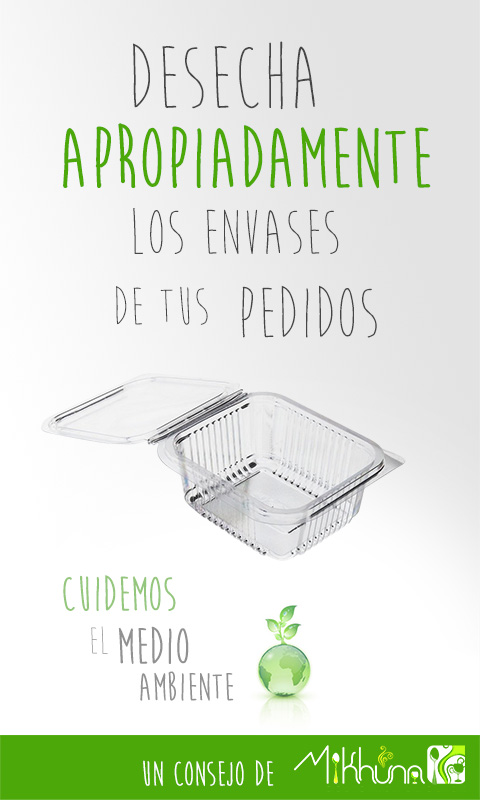 DESECHA
APROPIADAMENTE
LOS ENVASES
DE TUS PEDIDOS
CUIDEMOS
EL MEDIO
AMBIENTE
UN CONSEJO DE Mikhuna